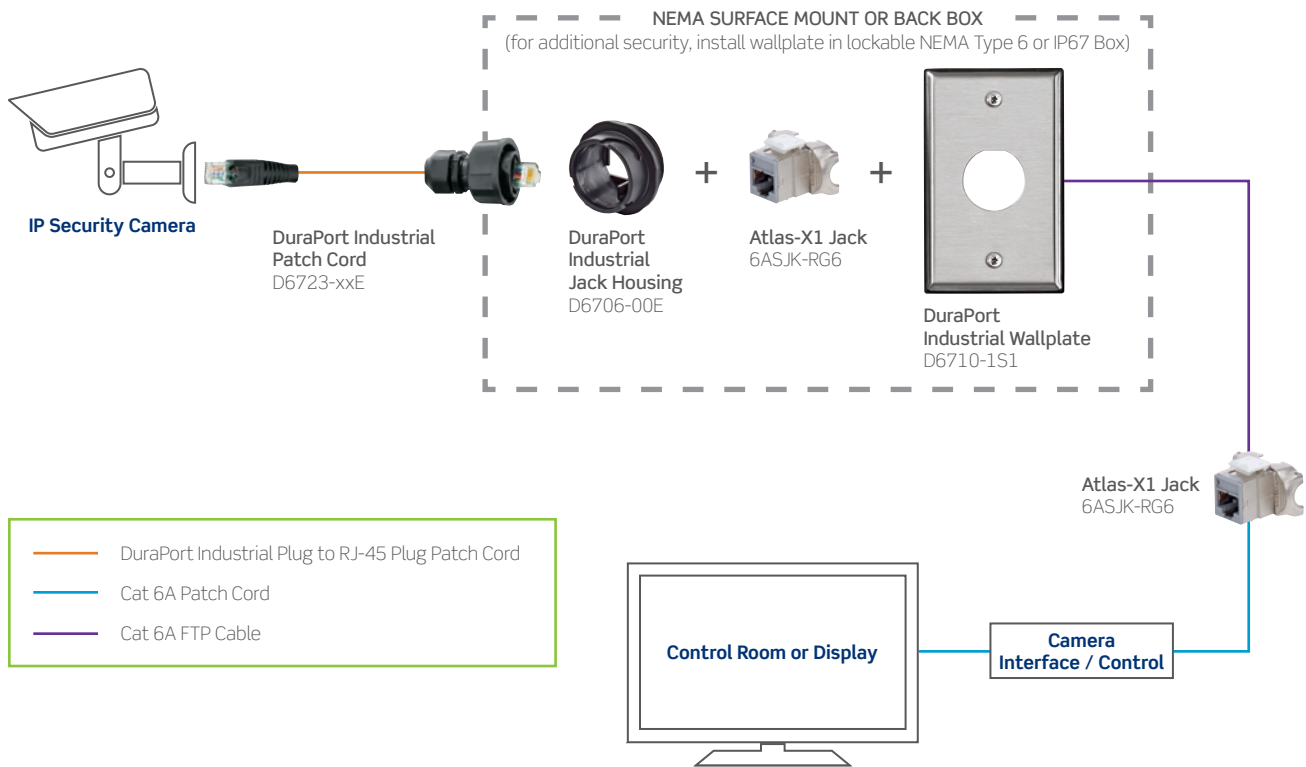 NEMA SURFACE MOUNT OR BACK BOX
(for additional security, install wallplate in lockable NEMA Type 6 or IP67 Box)
IP Security Camera
DuraPort Industrial
Patch Cord
D6723-xxE
DuraPort
Industrial
Jack Housing
D6706-00E
+
Atlas-X1 Jack
6ASJK-RG6
+
DuraPort
Industrial Wallplate
D6710-1S1
Atlas-X1 Jack
6ASJK-RG6
DuraPort Industrial Plug to RJ-45 Plug Patch Cord
Cat 6A Patch Cord
Cat 6A FTP Cable
Control Room or Display
Camera
Interface / Control